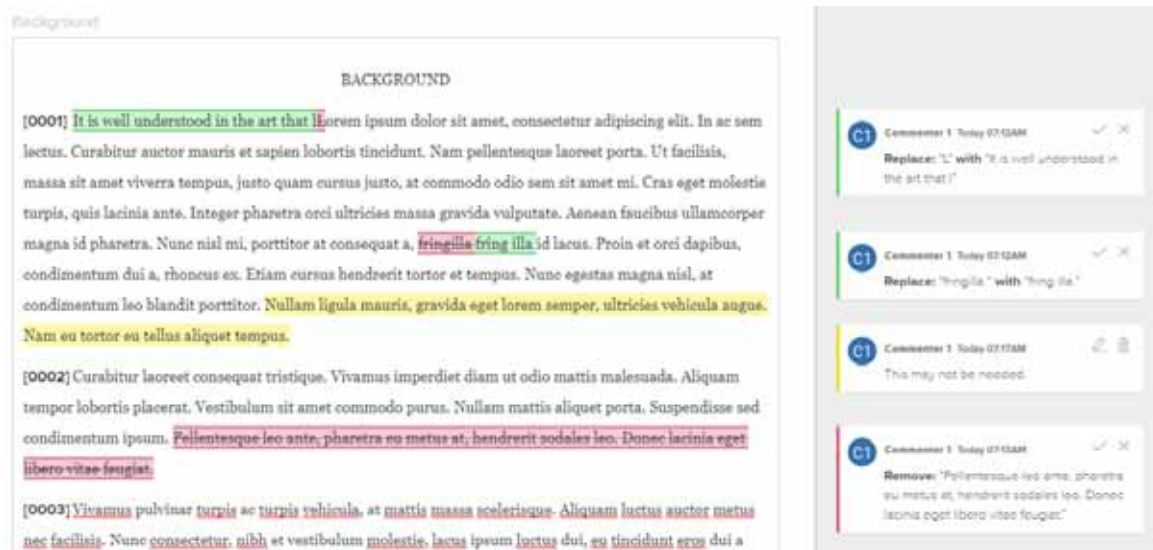 Background
BACKGROUND
[0001] It is well understood in the art that lLorem ipsum dolor sit amet, consectetur adipiscing elit. In ac sem
lectus. Curabitur auctor mauris et sapien lobortis tincidunt. Nam pellentesque laoreet porta. Ut facilisis,
massa sit amet viverra tempus, justo quam cursus justo, at commodo odio sem sit amet mi. Cras eget molestie
turpis, quis lacinia ante. Integer pharetra orci ultricies massa gravida vulputate. Aenean faucibus ullamcorper
magna id pharetra. Nunc nisl mi, porttitor at consequat a, fringilla fring illa id lacus. Proin et orci dapibus,
condimentum dui a, rhoncus ex. Etiam cursus hendrerit tortor et tempus. Nunc egestas magna nisl, at
condimentum leo blandit porttitor. Nullam ligula mauris, gravida eget lorem semper, ultricies vehicula augue.
Nam eu tortor eu tellus aliquet tempus.
[0002] Curabitur laoreet consequat tristique. Vivamus imperdiet diam ut odio mattis malesuada. Aliquam
tempor lobortis placerat. Vestibulum sit amet commodo purus. Nullam mattis aliquet porta. Suspendisse sed
condimentum ipsum. Pellentesque leo ante, pharetra eu metus at, hendrerit sodales leo. Donec lacinia eget
libero vitae feugiat.
[0003] Vivamus pulvinar turpis ac turpis vehicula, at mattis massa scelerisque. Aliquam luctus auctor metus
nec facilisis. Nunc consectetur, nibh et vestibulum molestie, lacus ipsum luctus dui, eu tincidunt eros dui a
C1 Commenter 1 Today 07:13AM
Replace: "L" with "It is well understood in
the art that l"
C1 Commenter 1 Today 07:12AM
Replace: "fringilla " with "fring illa."
C1 Commenter 1 Today 07:17AM
This may not be needed.
C1 Commenter 1 Today 07:13AM
Remove: "Pellentesque leo ante, pharetra
eu metus at, hendrerit sodales leo. Donec
lacinia eget libero vitae feugiat."